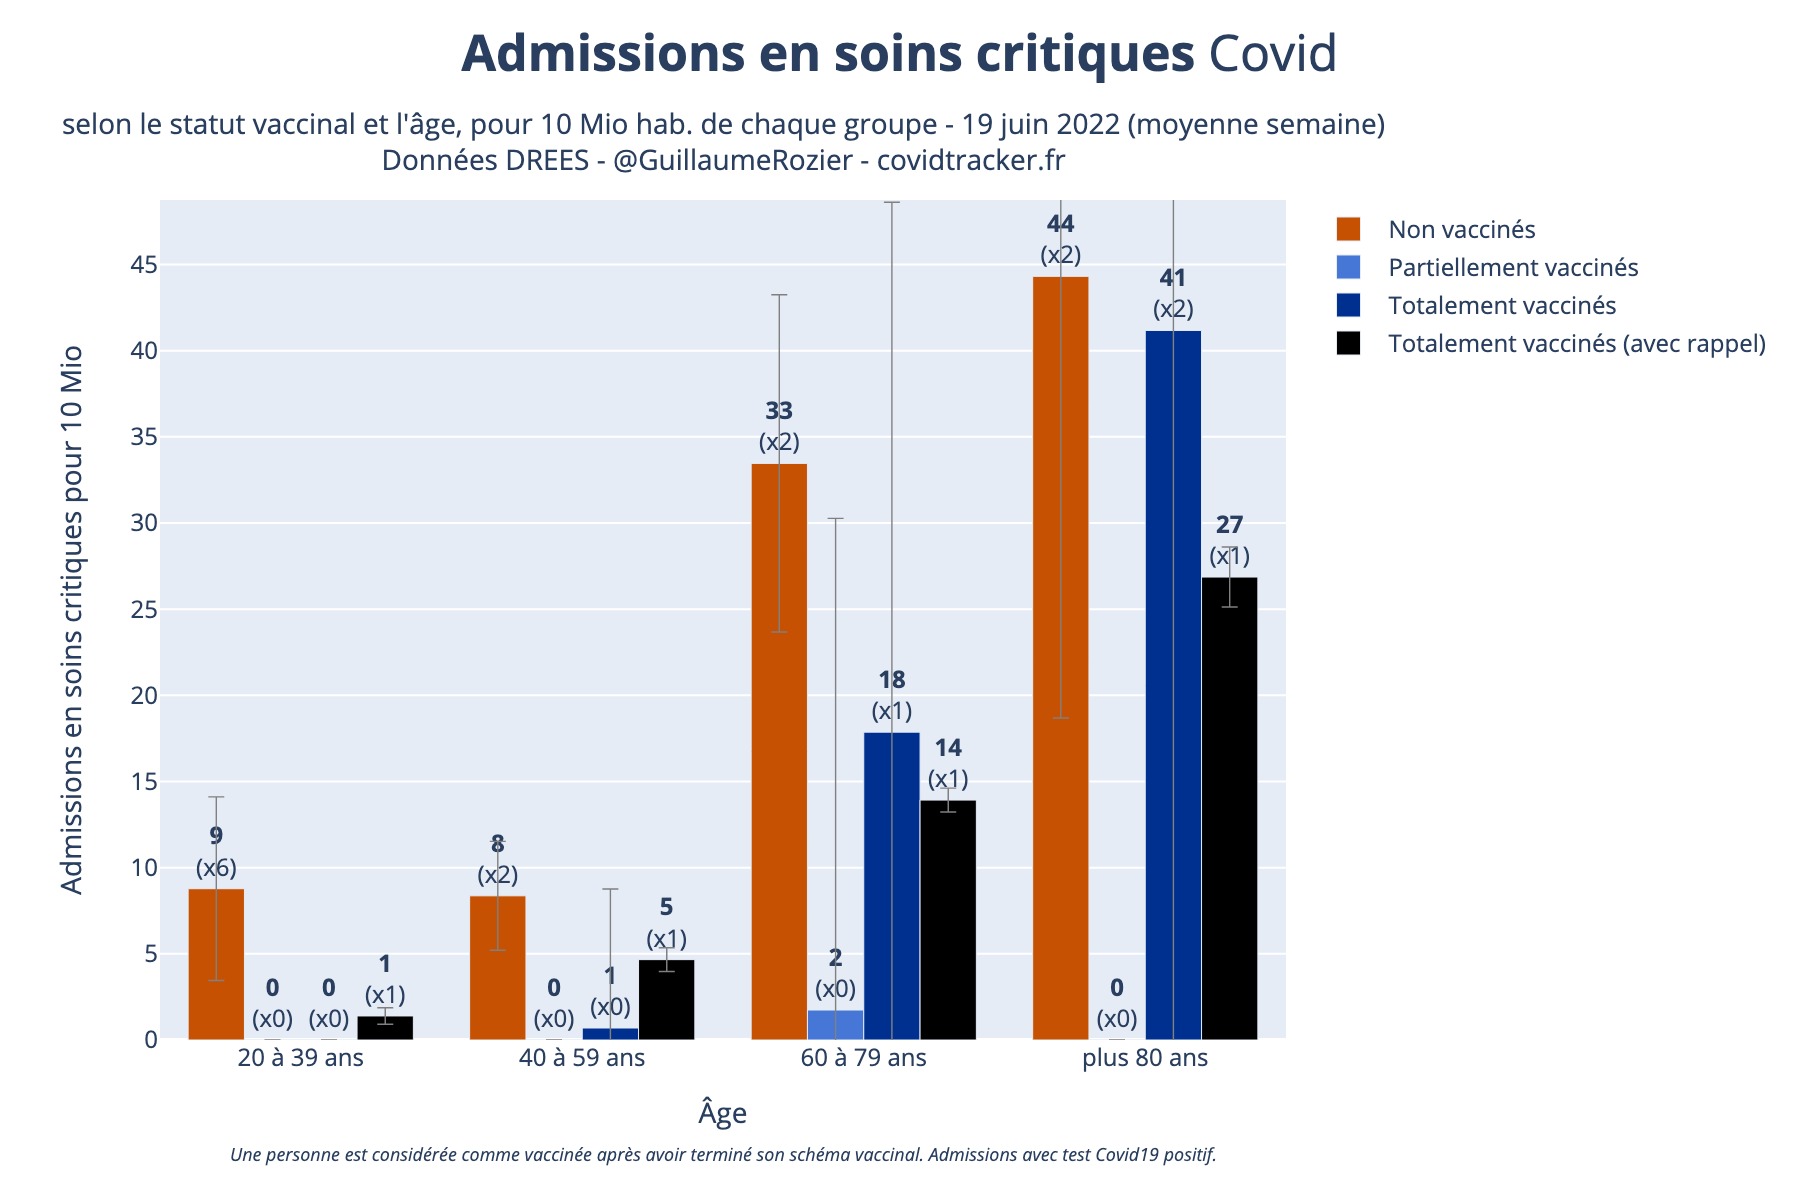 Admissions en soins critiques Covid
selon le statut vaccinal et l'âge, pour 10 Mio hab. de chaque groupe - 19 juin 2022 (moyenne semaine)
Données DREES - @GuillaumeRozier - covidtracker.fr
Non vaccinés
Partiellement vaccinés
Totalement vaccinés
Totalement vaccinés (avec rappel)
Admissions en soins critiques pour 10 Mio
45
40
35
30
25
20
15
10
5
0
9
(x6)
0
(x0)
0
(x0)
1
(x1)
8
(x2)
0
(x0)
1
(x0)
5
(x1)
33
(x2)
2
(x0)
18
(x1)
14
(x1)
44
(x2)
0
(x0)
41
(x2)
27
(x1)
20 à 39 ans
40 à 59 ans
60 à 79 ans
plus 80 ans
Âge
Une personne est considérée comme vaccinée après avoir terminé son schéma vaccinal. Admissions avec test Covid19 positif.